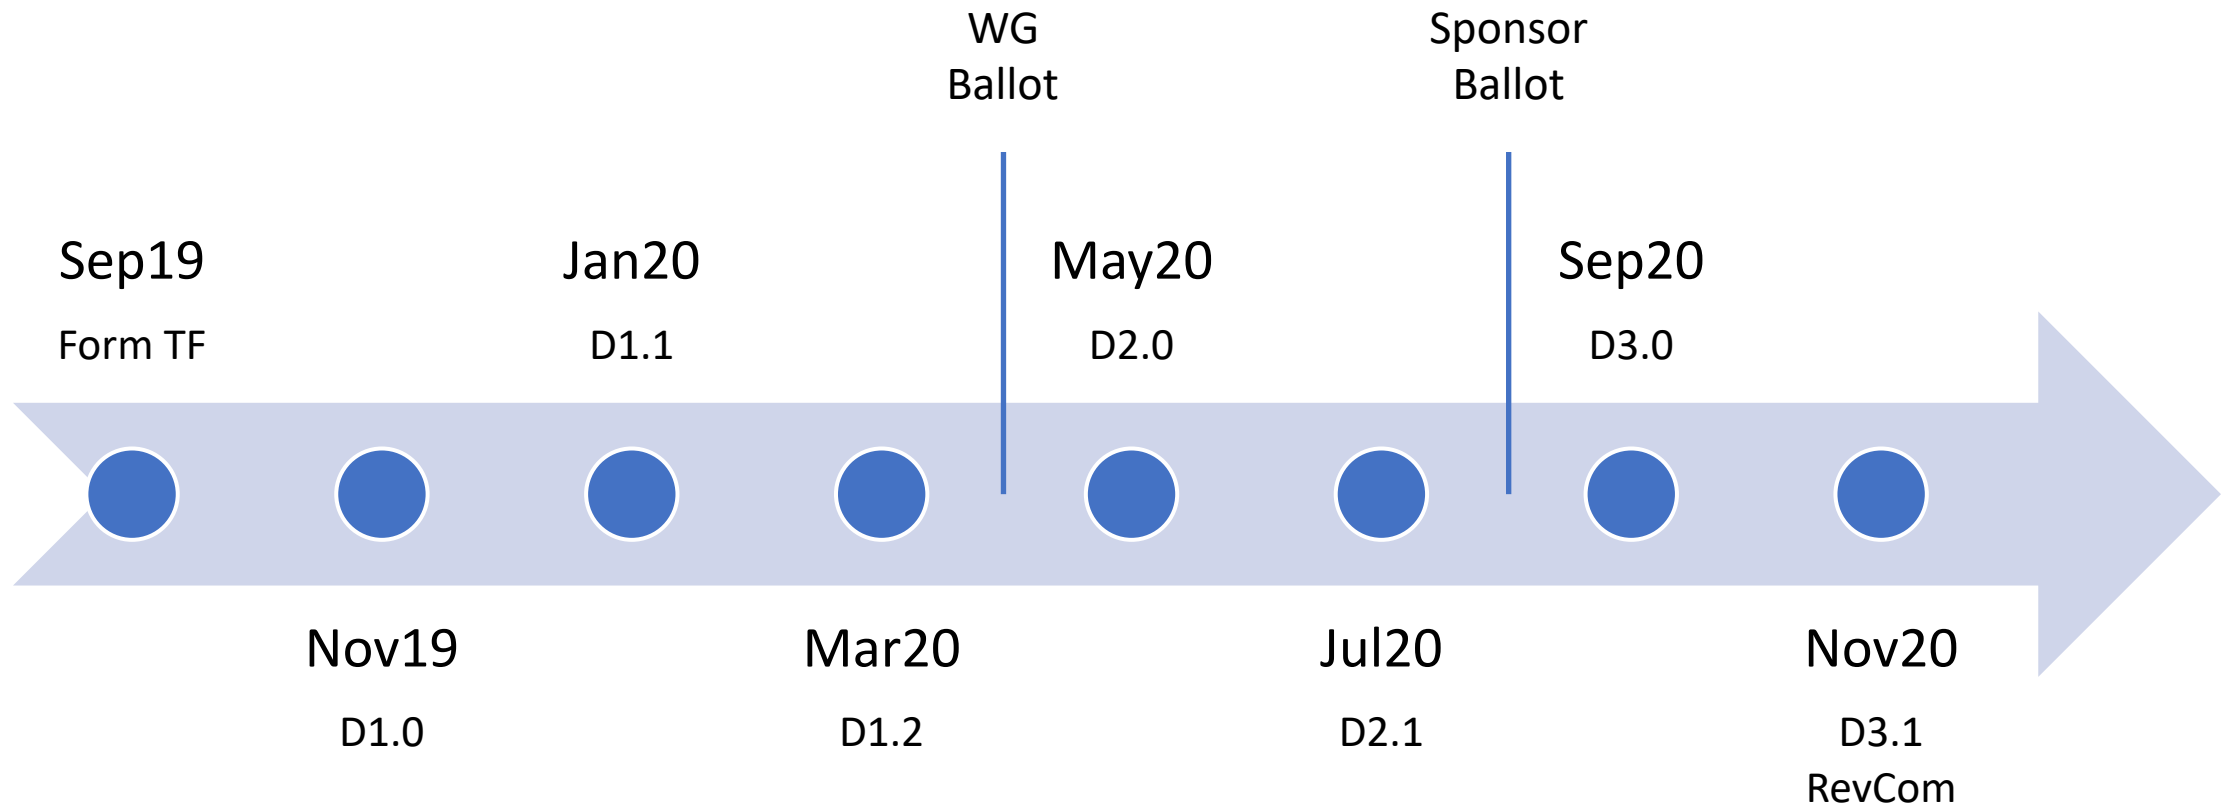 WG
Ballot
Sponsor
Ballot
Sep19
Form TF
Jan20
D1.1
May20
D2.0
Sep20
D3.0
Nov19
D1.0
Mar20
D1.2
Jul20
D2.1
Nov20
D3.1
RevCom